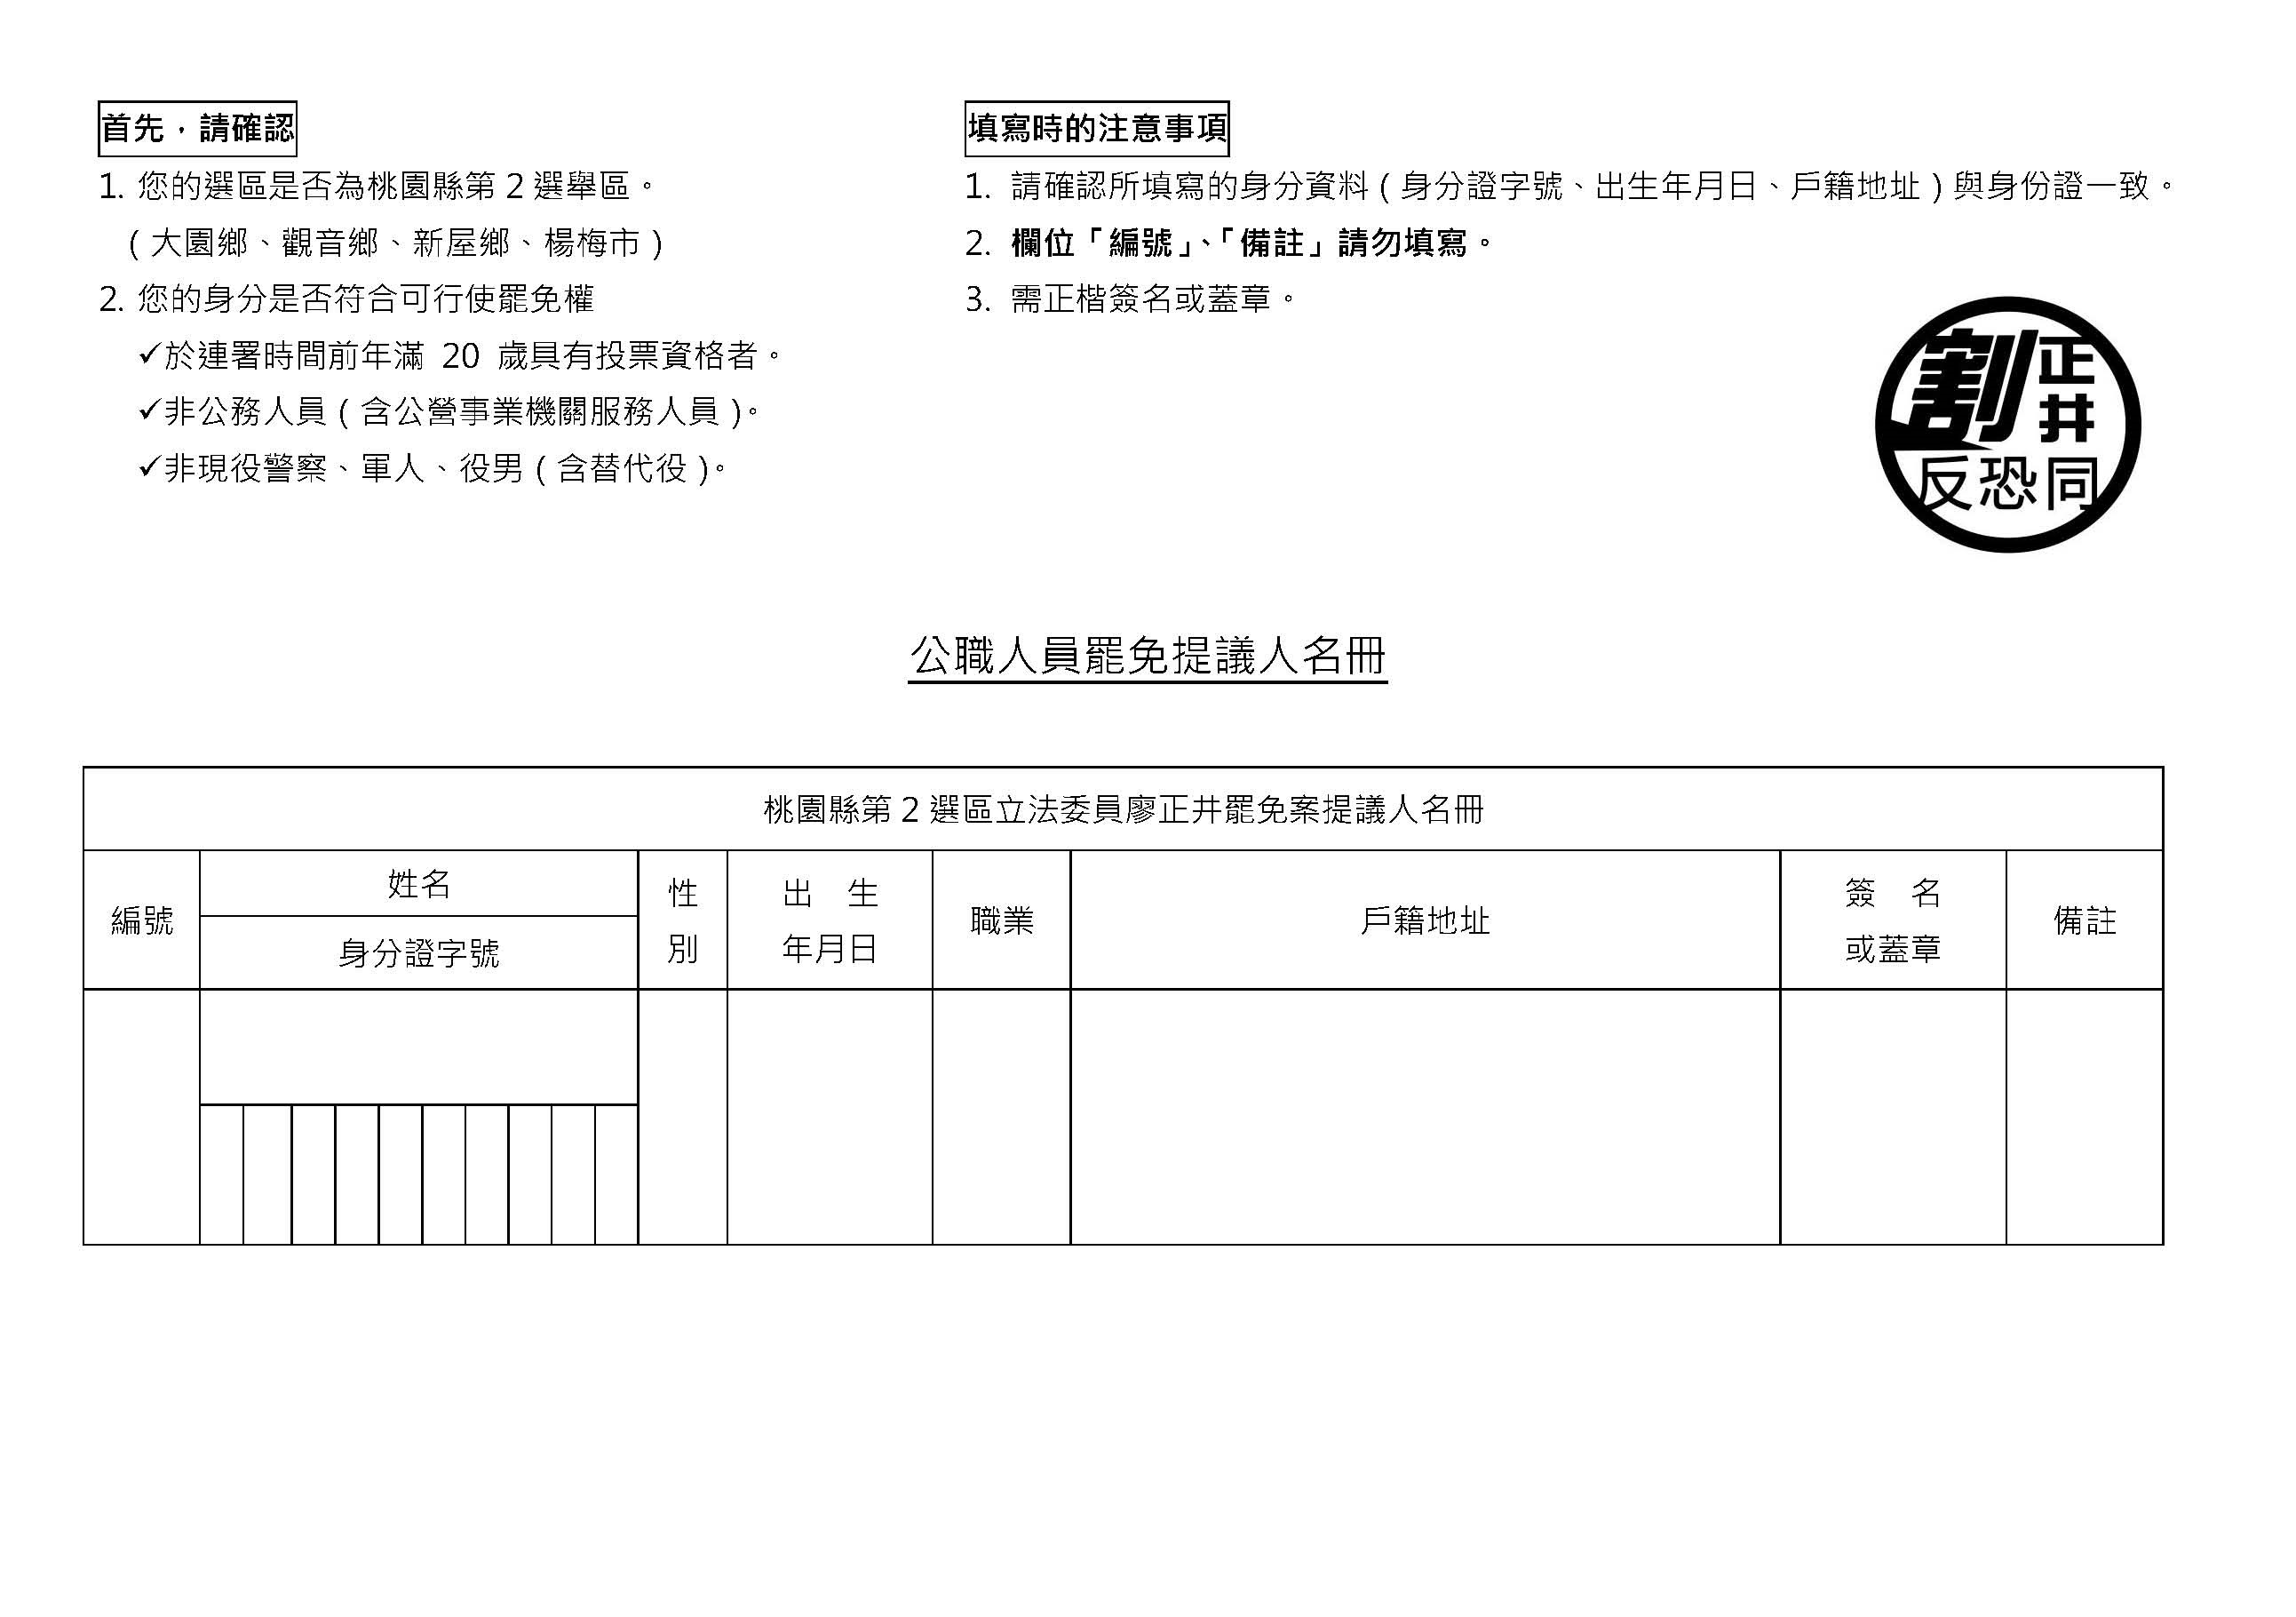 首先，請確認
1. 您的選區是否為桃園縣第 2 選舉區。
（大園鄉、觀音鄉、新屋鄉、楊梅市）
2. 您的身分是否符合可行使罷免權
✓於連署時間前年滿 20 歲具有投票資格者。
✓非公務人員（含公營事業機關服務人員）。
✓非現役警察、軍人、役男（含替代役）。
填寫時的注意事項
1. 請確認所填寫的身分資料（身分證字號、出生年月日、戶籍地址）與身份證一致。
2. 欄位「編號」、「備註」請勿填寫。
3. 需正楷簽名或蓋章。
割正井
反恐同
公職人員罷免提議人名冊
桃園縣第 2 選區立法委員廖正井罷免案提議人名冊
編號
姓名
身分證字號
性
別
出 生
年月日
職業
戶籍地址
簽 名
或蓋章
備註